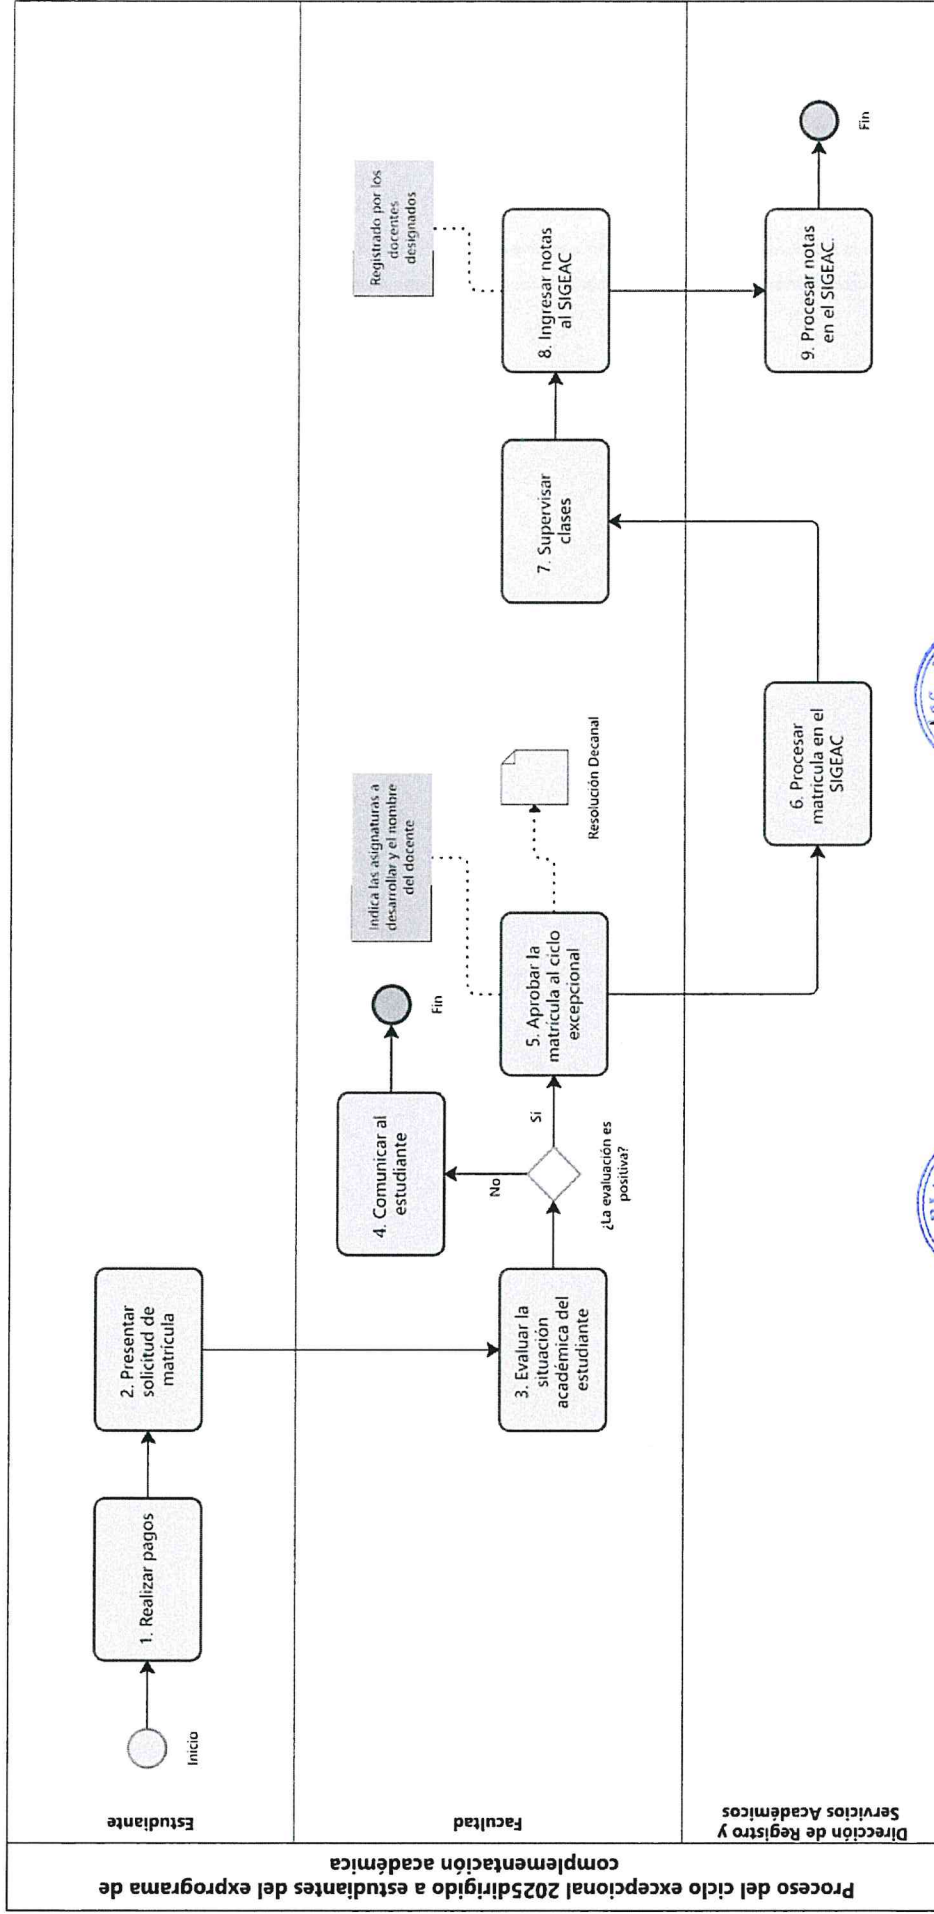 Proceso del ciclo excepcional 2025dirigido a estudiantes del exprograma de
complementación académica
Estudiante
Inicio
1. Realizar pagos
2. Presentar
solicitud de
matrícula
Facultad
3. Evaluar la
situación
académica del
estudiante
¿La evaluación es
positiva?
No
Si
4. Comunicar al
estudiante
Fin
5. Aprobar la
matrícula al ciclo
excepcional
Indica las asignaturas a
desarrollar y el nombre
del docente
Resolución Decanal
7. Supervisar
clases
8. Ingresar notas
al SIGEAC
Registrado por los
docentes
designados
Dirección de Registro y
Servicios Académicos
6. Procesar
matrícula en el
SIGEAC
9. Procesar notas
en el SIGEAC.
Fin